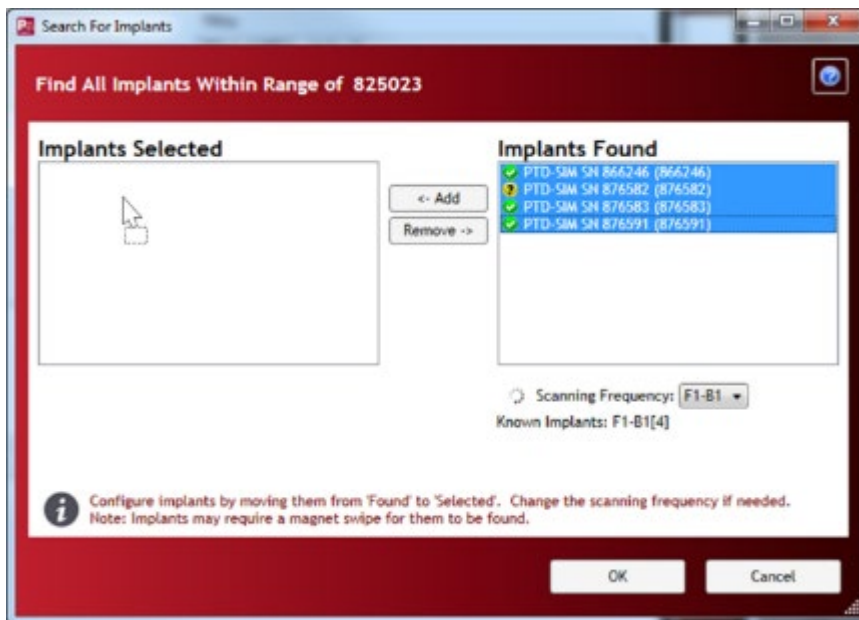 Search For Implants
Find All Implants Within Range of 825023
Implants Selected
Implants Found
PTD-SIM SN 866246 (866246)
PTD-SIM SN 876582 (876582)
PTD-SIM SN 876583 (876583)
PTD-SIM SN 876591 (876591)
<- Add
Remove ->
Scanning Frequency: F1-B1
Known Implants: F1-B1[4]
Configure implants by moving them from 'Found' to 'Selected'. Change the scanning frequency if needed.
Note: Implants may require a magnet swipe for them to be found.
OK
Cancel